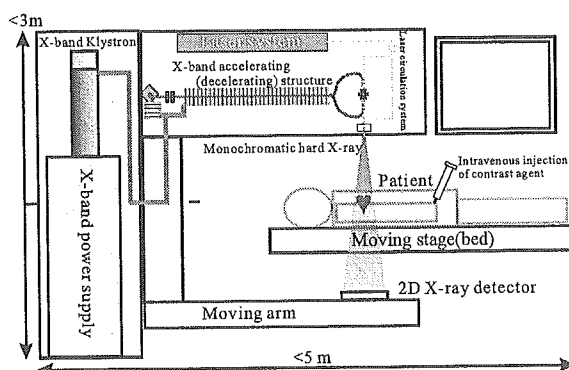 <3m
X-band Klystron
Laser system
X-band accelerating
(decelerating) structure
Laser circulation system
Monochromatic hard X-ray
Intravenous injection
of contrast agent
Patient
X-band power supply
Moving stage(bed)
2D X-ray detector
Moving arm
<5 m